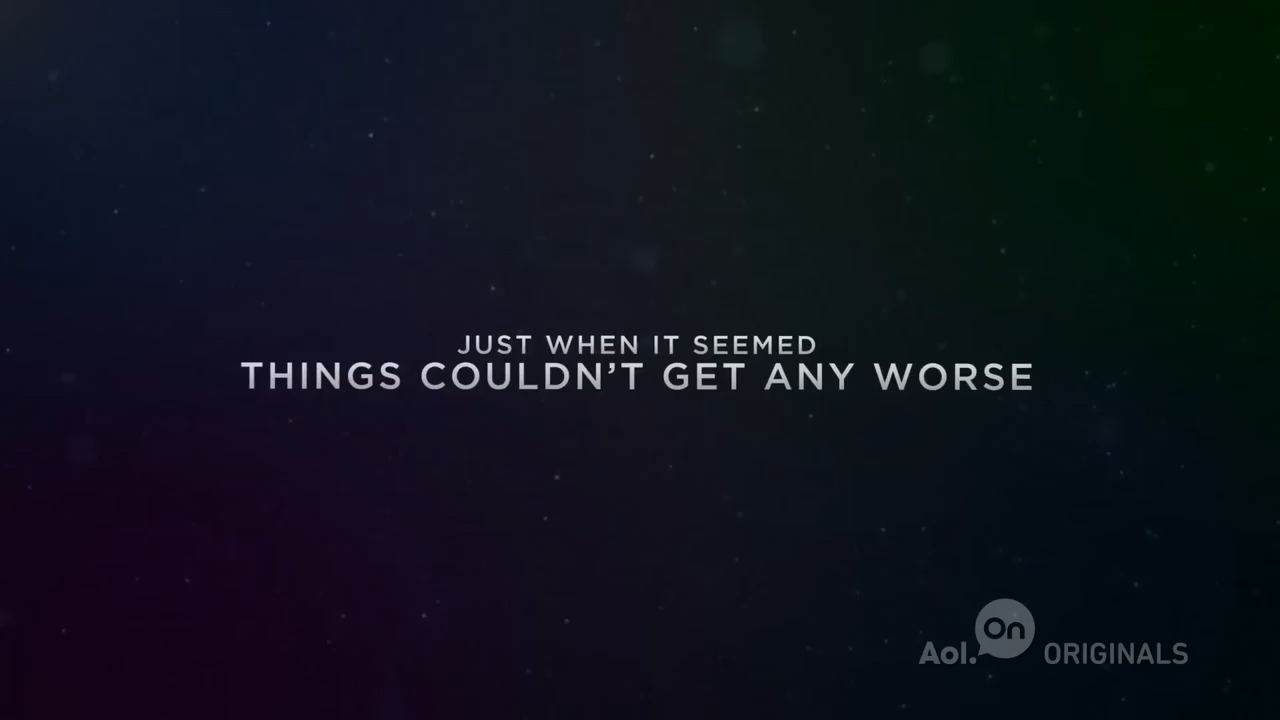 JUST WHEN IT SEEMED
THINGS COULDN’T GET ANY WORSE
Aol. On ORIGINALS